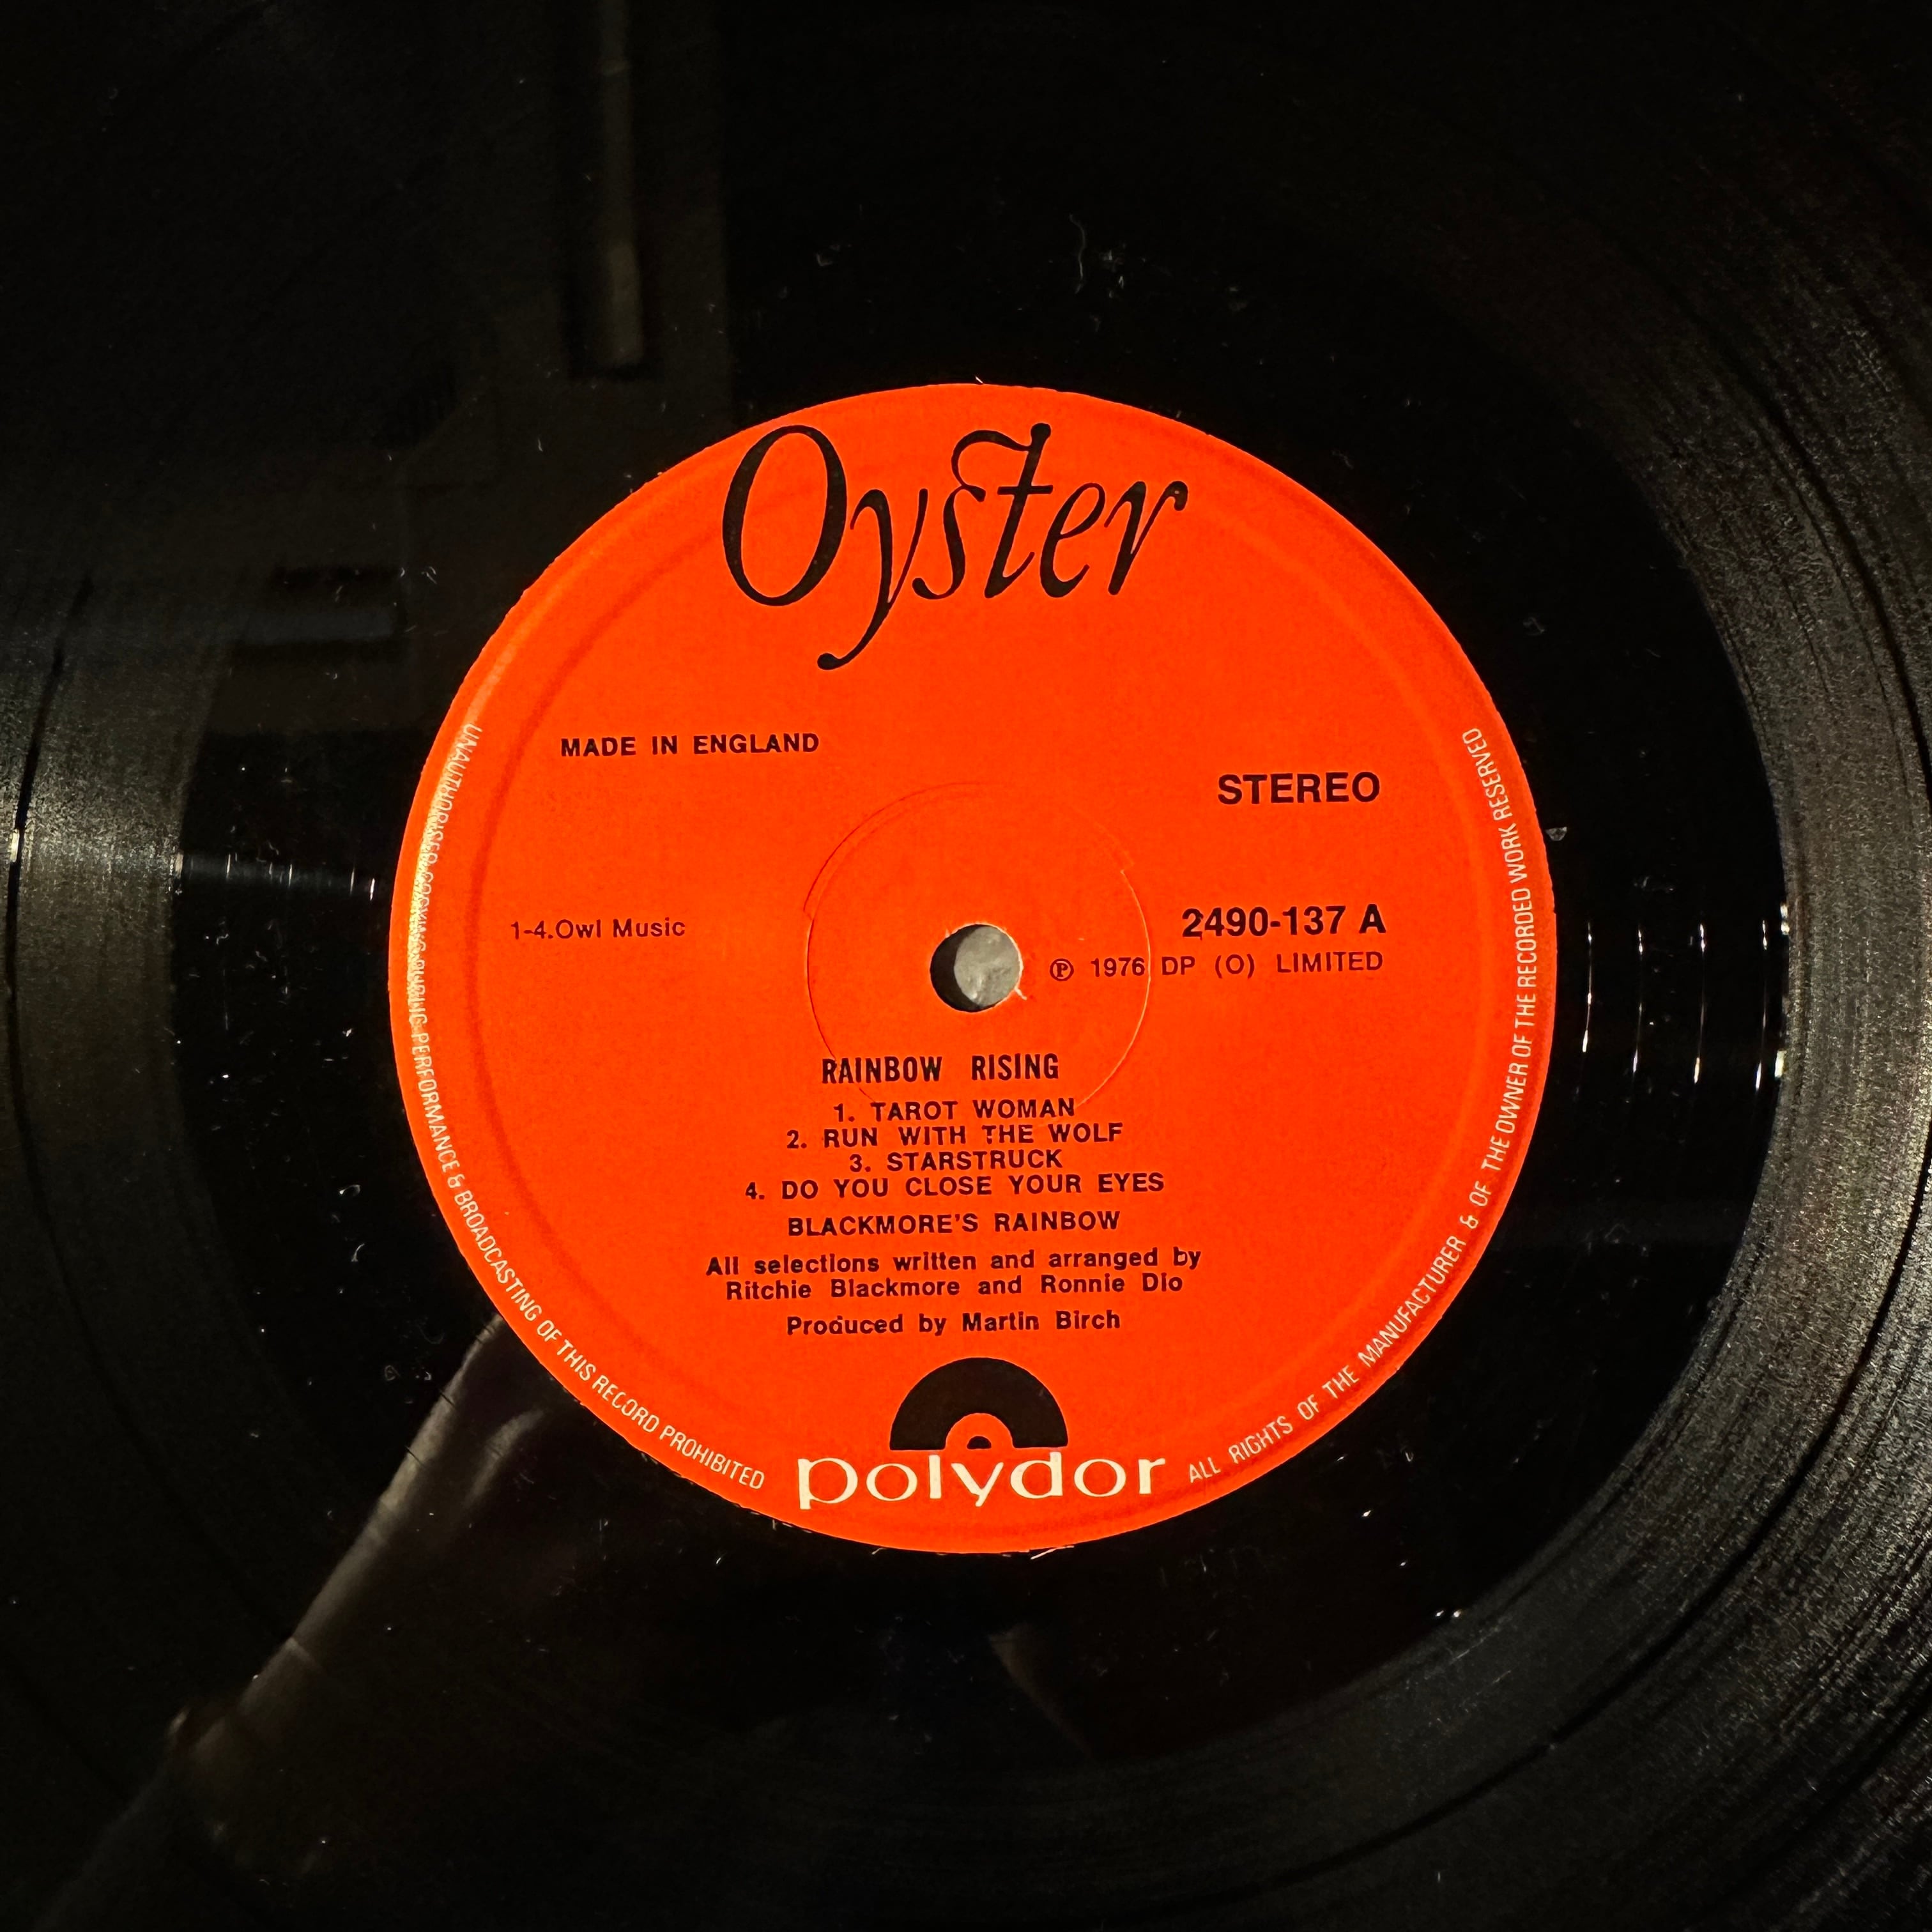 Oyster
MADE IN ENGLAND
STEREO
1-4.Owl Music
2490-137 A
℗ 1976 DP (O) LIMITED
RAINBOW RISING
1. TAROT WOMAN
2. RUN WITH THE WOLF
3. STARSTRUCK
4. DO YOU CLOSE YOUR EYES
BLACKMORE'S RAINBOW
All selections written and arranged by
Ritchie Blackmore and Ronnie Dio
Produced by Martin Birch
polydor
UNAUTHORISED COPYING PUBLIC PERFORMANCE & BROADCASTING OF THIS RECORD PROHIBITED
ALL RIGHTS OF THE MANUFACTURER & OF THE OWNER OF THE RECORDED WORK RESERVED